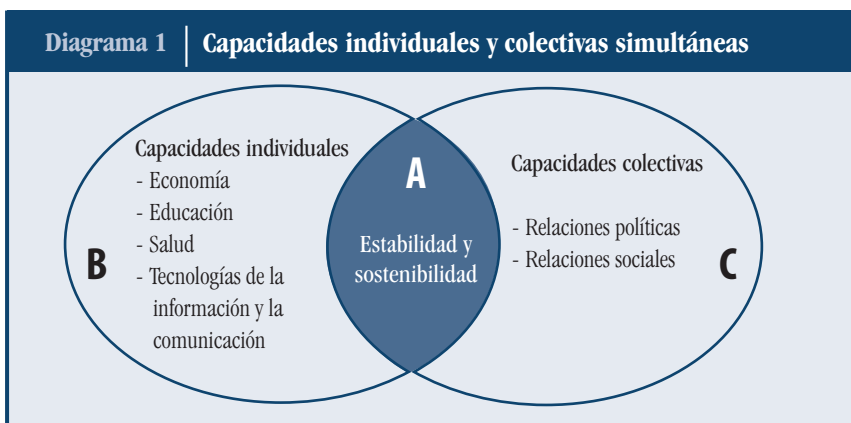 Diagrama 1 | Capacidades individuales y colectivas simultáneas
Capacidades individuales
- Economía
- Educación
- Salud
- Tecnologías de la
información y la
comunicación
B
A
Estabilidad y
sostenibilidad
Capacidades colectivas
- Relaciones políticas
- Relaciones sociales
C